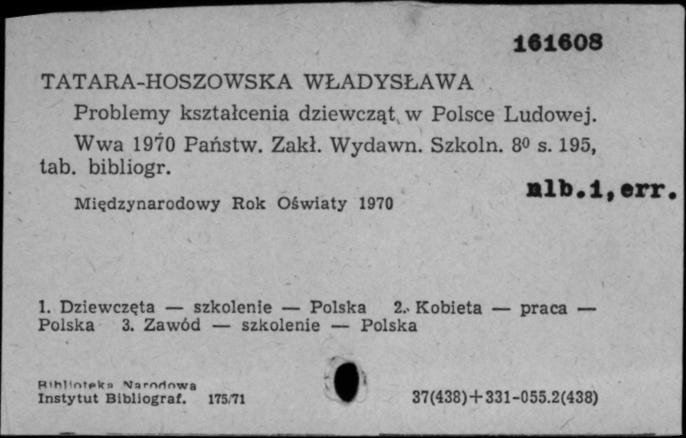 161608
TATARA-HOSZOWSKA WŁADYSŁAWA
Problemy kształcenia dziewcząt w Polsce Ludowej.
Wwa 1970 Państw. Zakł. Wydawn. Szkoln. 8⁰ s. 195,
tab. bibliogr.
nlb.1,err.
Międzynarodowy Rok Oświaty 1970
1. Dziewczęta — szkolenie — Polska 2. Kobieta — praca —
Polska 3. Zawód — szkolenie — Polska
Biblioteka Narodowa
Instytut Bibliograf. 175/71
37(438)+331-055.2(438)